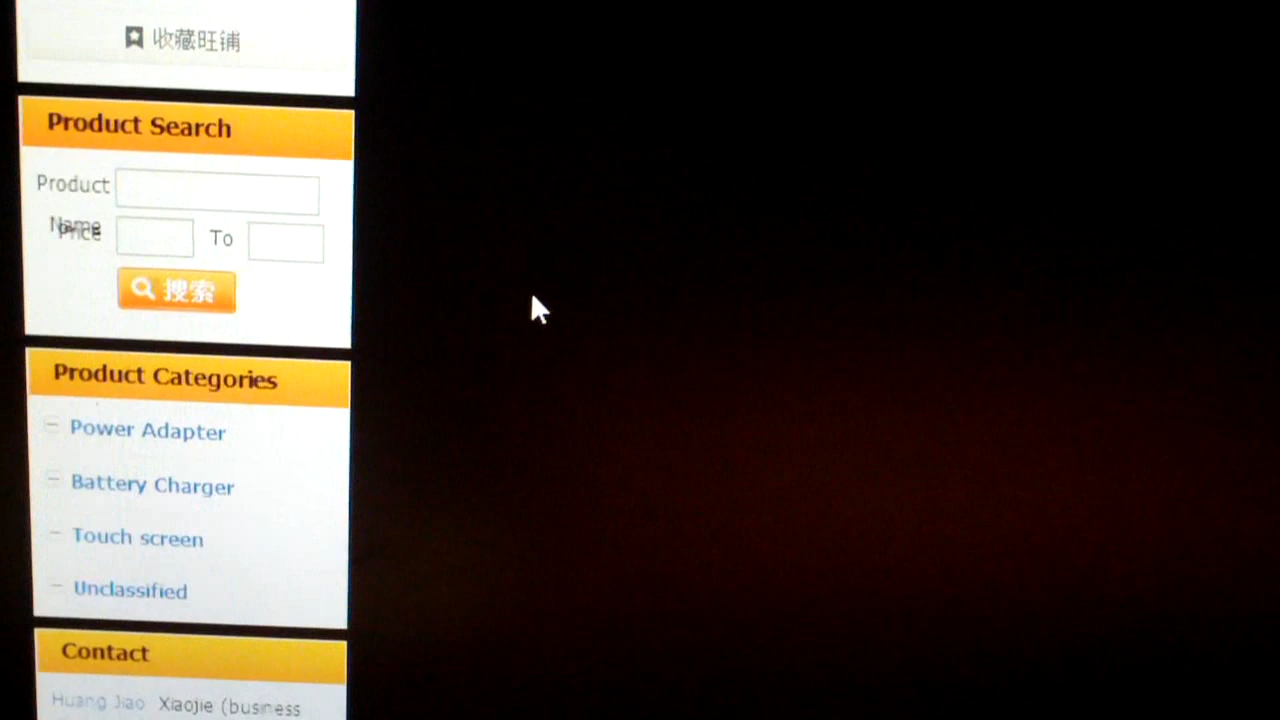 收藏旺铺
Product Search
Product
Name
Price To
搜索
Product Categories
Power Adapter
Battery Charger
Touch screen
Unclassified
Contact
Huang Jiao Xiaojie (business